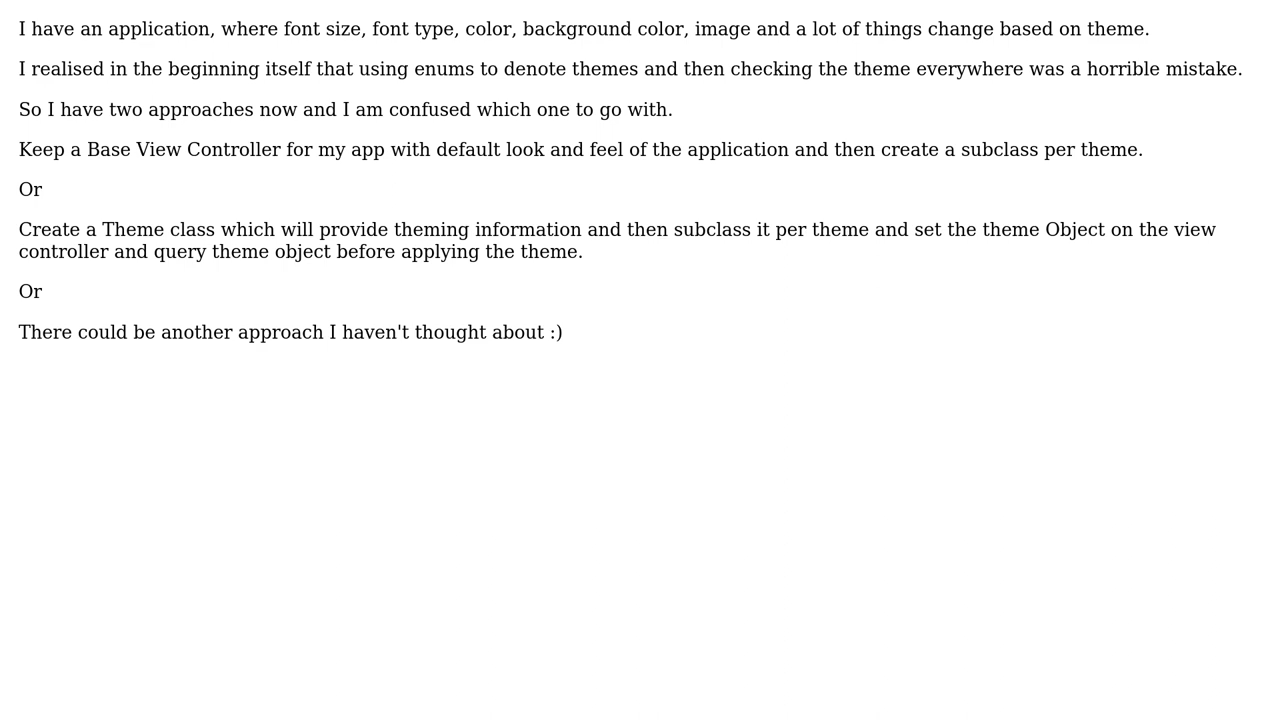 I have an application, where font size, font type, color, background color, image and a lot of things change based on theme.
I realised in the beginning itself that using enums to denote themes and then checking the theme everywhere was a horrible mistake.
So I have two approaches now and I am confused which one to go with.
Keep a Base View Controller for my app with default look and feel of the application and then create a subclass per theme.
Or
Create a Theme class which will provide theming information and then subclass it per theme and set the theme Object on the view
controller and query theme object before applying the theme.
Or
There could be another approach I haven't thought about :)